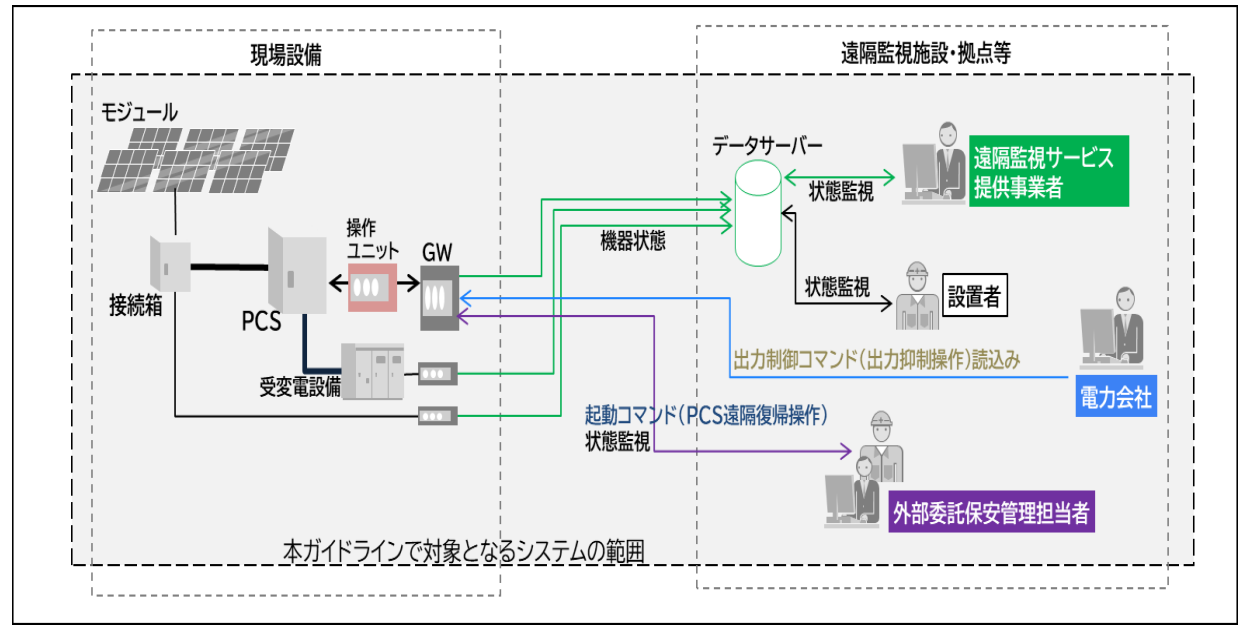 現場設備
遠隔監視施設・拠点等
モジュール
データサーバー
遠隔監視サービス
提供事業者
状態監視
操作
ユニット
GW
機器状態
接続箱
PCS
状態監視
設置者
受変電設備
出力制御コマンド(出力抑制操作)読込み
電力会社
起動コマンド(PCS遠隔復帰操作)
状態監視
外部委託保安管理担当者
本ガイドラインで対象となるシステムの範囲